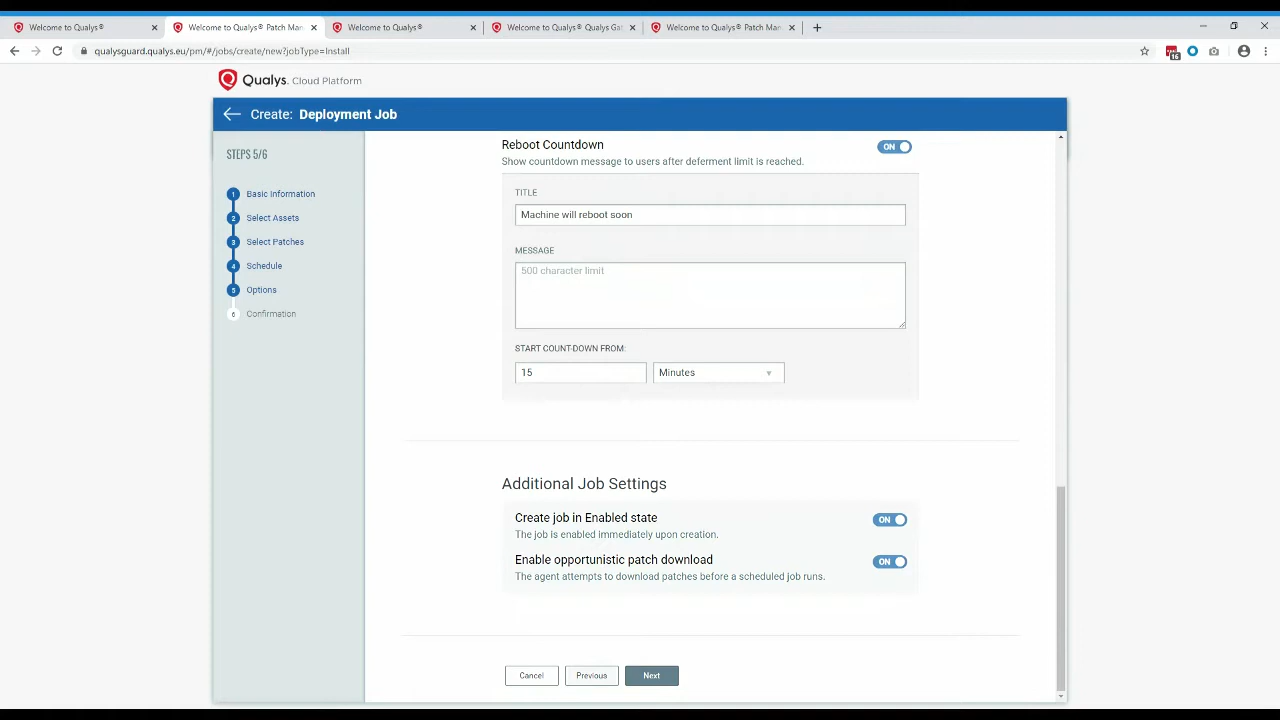 Welcome to Qualys®
Welcome to Qualys® Patch Man
Welcome to Qualys®
Welcome to Qualys® Qualys Gat
Welcome to Qualys® Patch Man
qualysguard.qualys.eu/pm/#/jobs/create/new?jobType=Install
15
Qualys. Cloud Platform
Create: Deployment Job
STEPS 5/6
1 Basic Information
2 Select Assets
3 Select Patches
4 Schedule
5 Options
6 Confirmation
Reboot Countdown
ON
Show countdown message to users after deferment limit is reached.
TITLE
Machine will reboot soon
MESSAGE
500 character limit
START COUNT-DOWN FROM:
15 Minutes
Additional Job Settings
Create job in Enabled state
ON
The job is enabled immediately upon creation.
Enable opportunistic patch download
ON
The agent attempts to download patches before a scheduled job runs.
Cancel Previous Next